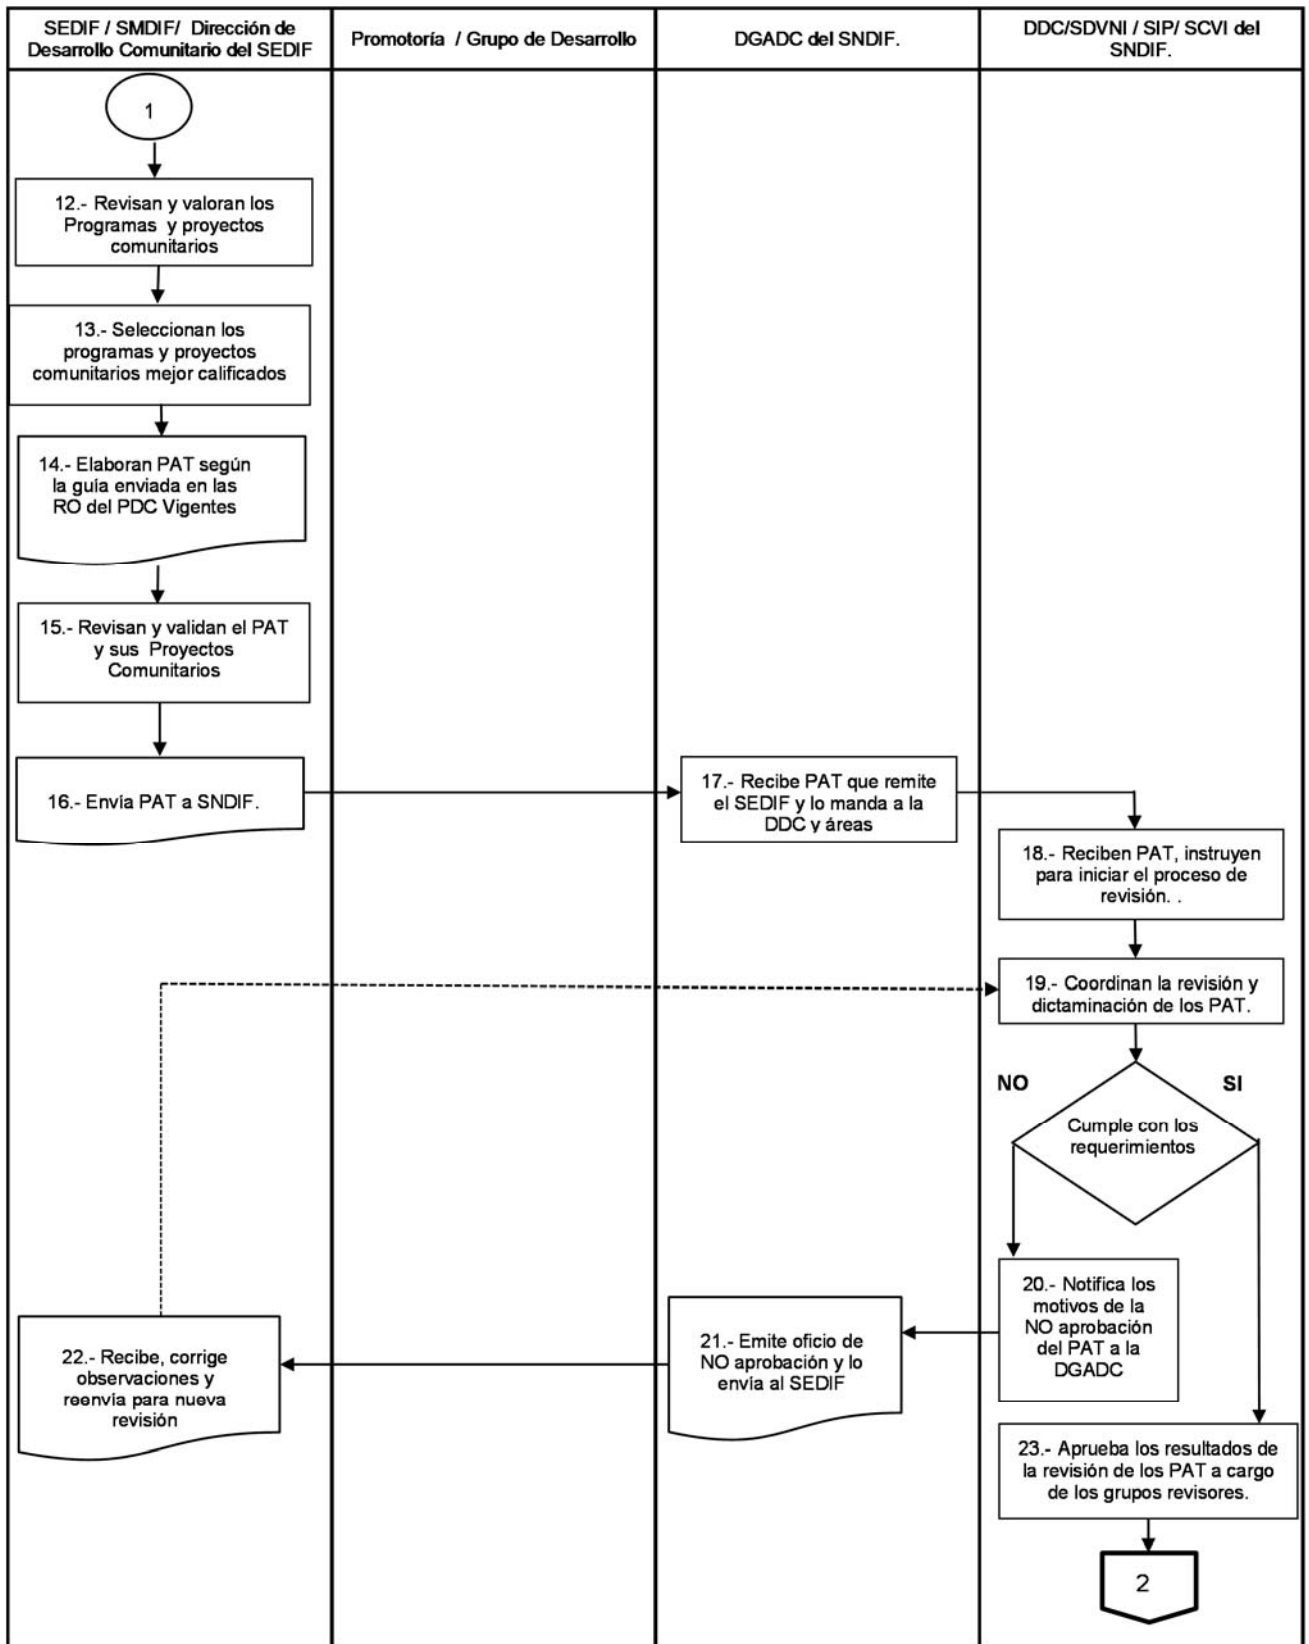 SEDIF / SMDIF/ Dirección de
Desarrollo Comunitario del SEDIF
Promotoría / Grupo de Desarrollo
DGADC del SNDIF.
DDC/SDVNI / SIP/ SCVI del
SNDIF.
1
12.- Revisan y valoran los
Programas y proyectos
comunitarios
13.- Seleccionan los
programas y proyectos
comunitarios mejor calificados
14.- Elaboran PAT según
la guía enviada en las
RO del PDC Vigentes
15.- Revisan y validan el PAT
y sus Proyectos
Comunitarios
16.- Envía PAT a SNDIF.
17.- Recibe PAT que remite
el SEDIF y lo manda a la
DDC y áreas
18.- Reciben PAT, instruyen
para iniciar el proceso de
revisión. .
19.- Coordinan la revisión y
dictaminación de los PAT.
NO
SI
Cumple con los
requerimientos
20.- Notifica los
motivos de la
NO aprobación
del PAT a la
DGADC
21.- Emite oficio de
NO aprobación y lo
envía al SEDIF
22.- Recibe, corrige
observaciones y
reenvía para nueva
revisión
23.- Aprueba los resultados de
la revisión de los PAT a cargo
de los grupos revisores.
2